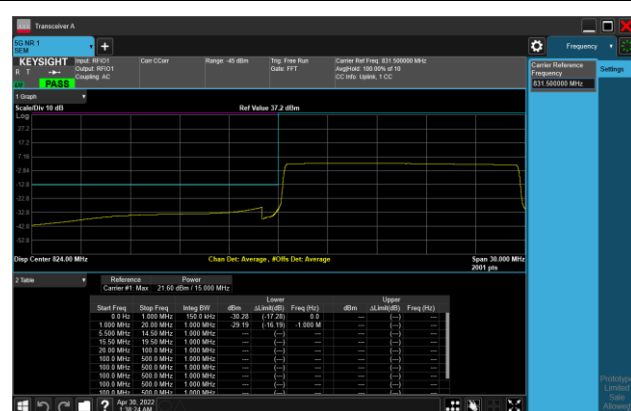 Transceiver A
5G NR 1
SEM
Frequency
KEYSIGHT
R T
PASS
Input: RFIO1
Output: RFIO1
Coupling: AC
Corr CCorr
Range: -45 dBm
Trig: Free Run
Gate: FFT
Carrier Ref Freq: 831.500000 MHz
AvgHold: 100.00% of 10
CC Info: Uplink, 1 CC
Carrier Reference
Frequency
831.500000 MHz
Settings
1 Graph
Scale/Div 10 dB
Ref Value 37.2 dBm
Log
27.2
17.2
7.16
-2.84
-12.8
-22.8
-32.8
-42.8
-52.8
Disp Center 824.00 MHz
Chan Det: Average , #Offs Det: Average
Span 30.000 MHz
2001 pts
2 Table
Reference Power
Carrier #1 Max 21.60 dBm / 15.000 MHz
Lower Upper
Start Freq Stop Freq Integ BW dBm ΔLimit(dB) Freq (Hz) dBm ΔLimit(dB) Freq (Hz)
0.0 Hz 1.000 MHz 150.0 kHz -30.28 (-17.28) 0.0 --- (---) ---
1.000 MHz 20.00 MHz 1.000 MHz -29.19 (-16.19) -1.000 M --- (---) ---
5.500 MHz 14.50 MHz 1.000 MHz --- (---) --- --- (---) ---
15.50 MHz 19.50 MHz 1.000 MHz --- (---) --- --- (---) ---
20.00 MHz 100.0 MHz 1.000 MHz --- (---) --- --- (---) ---
100.0 MHz 500.0 MHz 1.000 MHz --- (---) --- --- (---) ---
100.0 MHz 500.0 MHz 1.000 MHz --- (---) --- --- (---) ---
100.0 MHz 500.0 MHz 1.000 MHz --- (---) --- --- (---) ---
100.0 MHz 500.0 MHz 1.000 MHz --- (---) --- --- (---) ---
Prototype
Limited
Sale
Allowed
?
Apr 30, 2022
1:38:24 AM